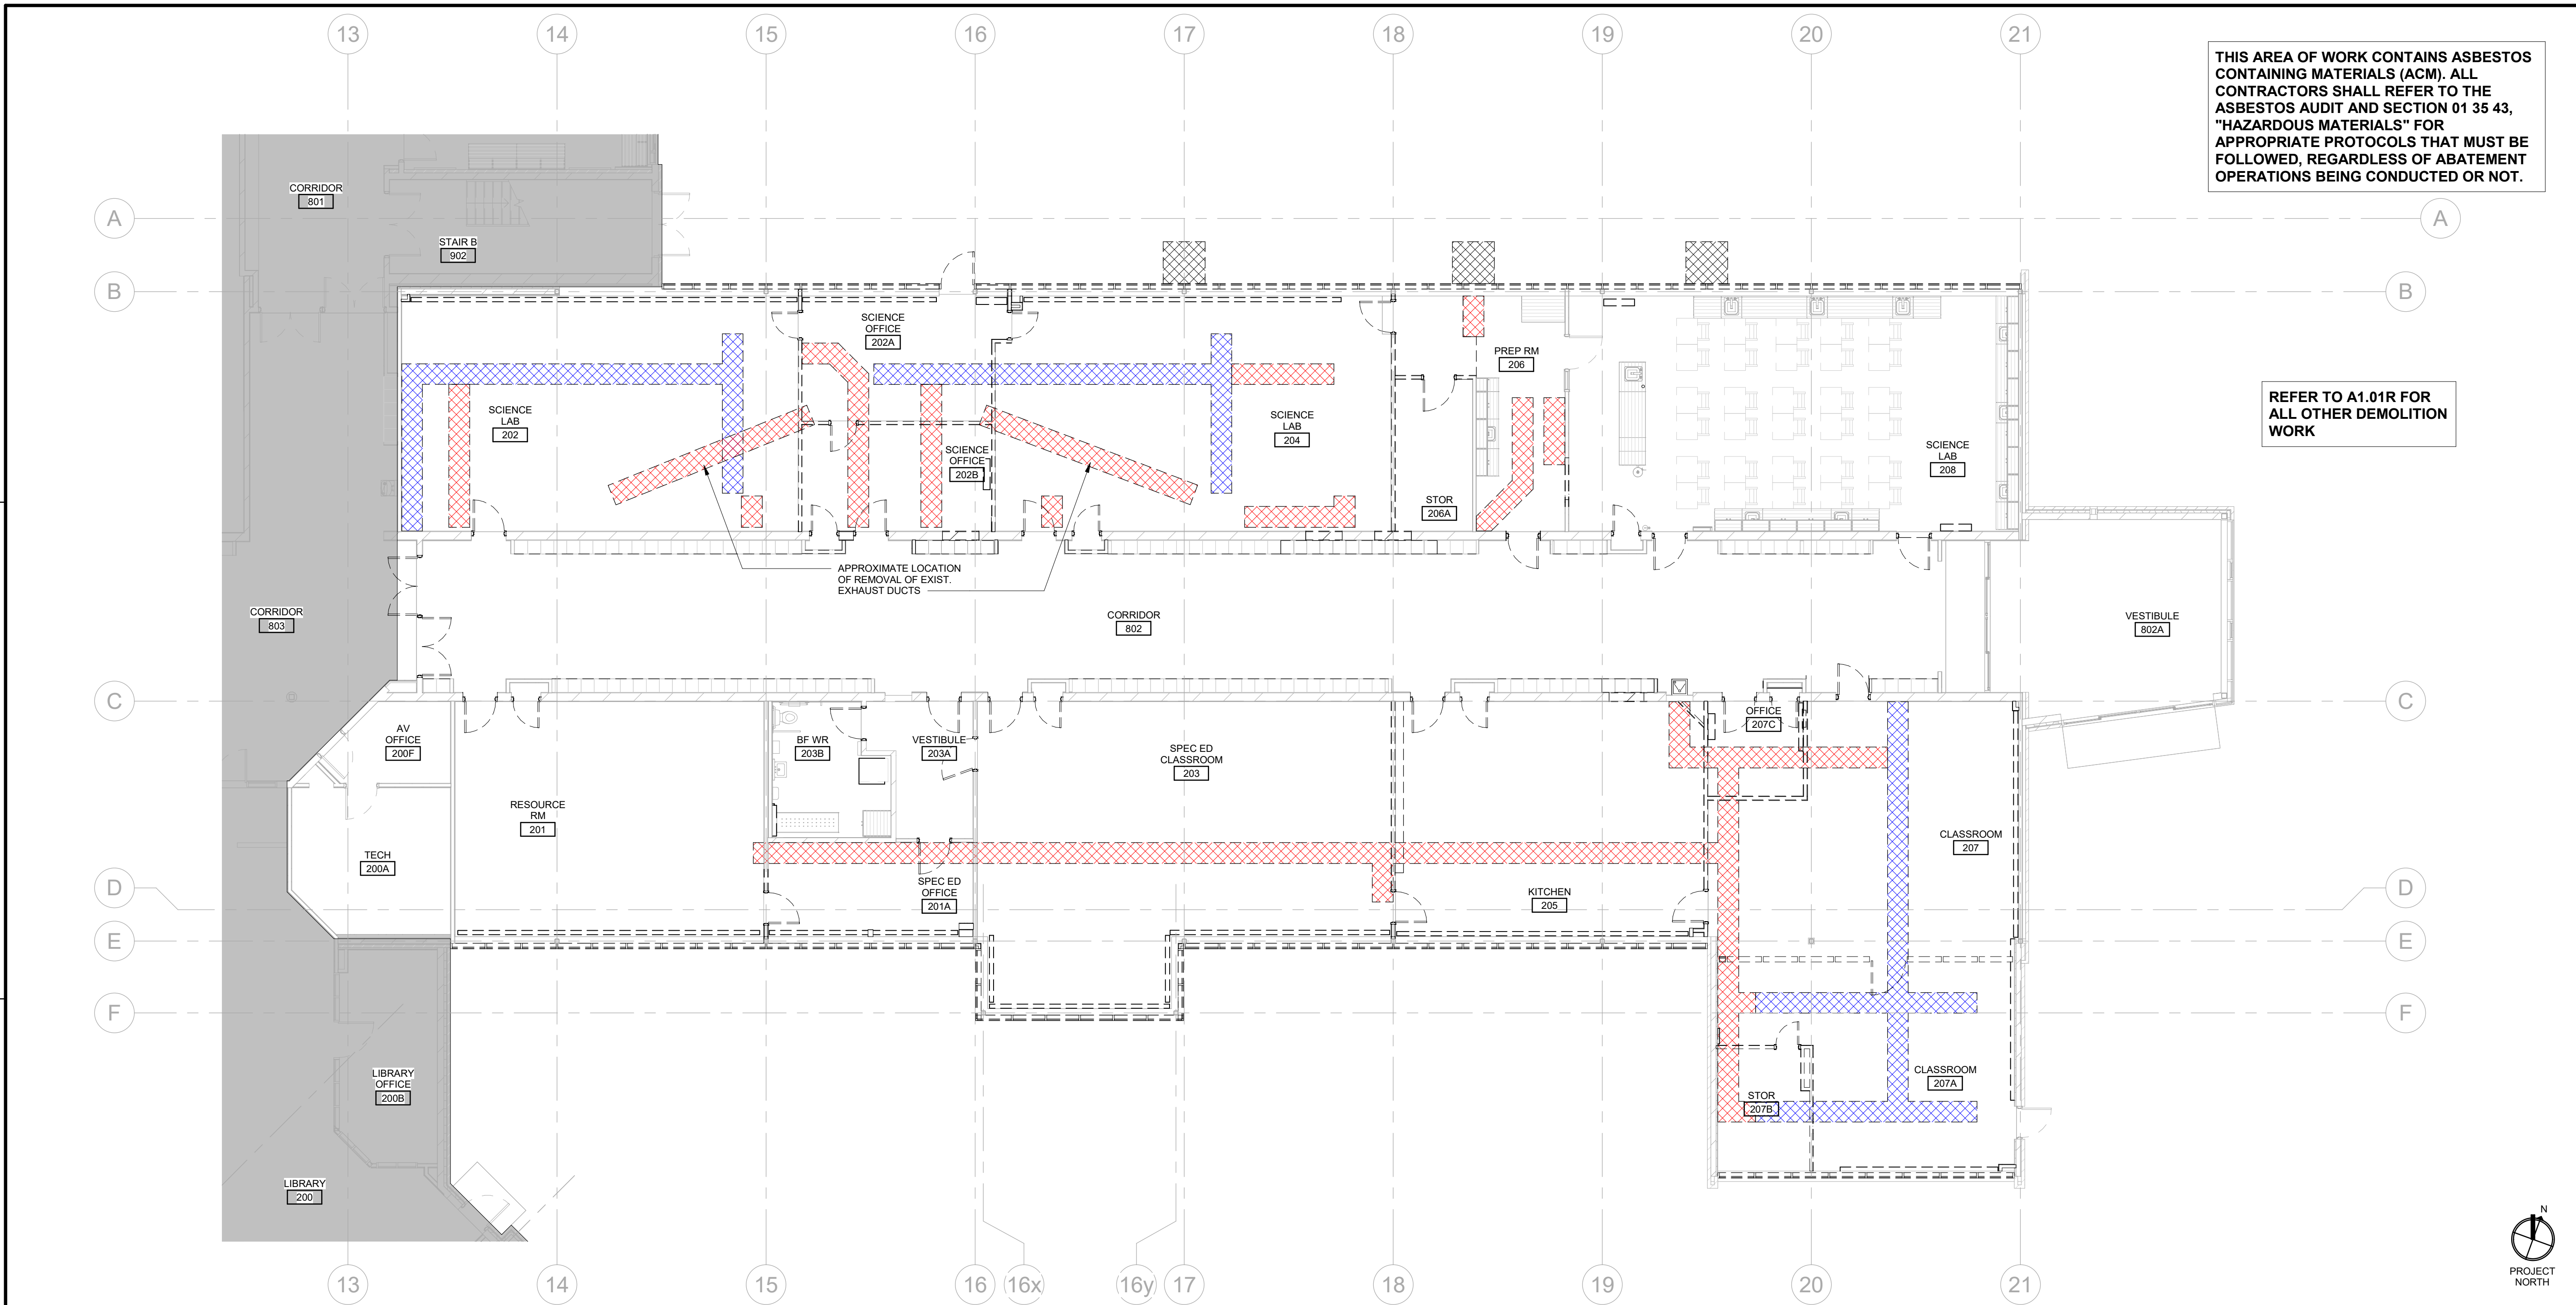 13
14
15
16
17
18
19
20
21
THIS AREA OF WORK CONTAINS ASBESTOS
CONTAINING MATERIALS (ACM). ALL
CONTRACTORS SHALL REFER TO THE
ASBESTOS AUDIT AND SECTION 01 35 43,
"HAZARDOUS MATERIALS" FOR
APPROPRIATE PROTOCOLS THAT MUST BE
FOLLOWED, REGARDLESS OF ABATEMENT
OPERATIONS BEING CONDUCTED OR NOT.
CORRIDOR
801
A
A
STAIR B
902
B
B
SCIENCE
OFFICE
202A
PREP RM
206
REFER TO A1.01R FOR
ALL OTHER DEMOLITION
WORK
SCIENCE
LAB
202
SCIENCE
LAB
204
SCIENCE
OFFICE
202B
SCIENCE
LAB
208
STOR
206A
APPROXIMATE LOCATION
OF REMOVAL OF EXIST.
EXHAUST DUCTS
CORRIDOR
803
CORRIDOR
802
VESTIBULE
802A
C
C
AV
OFFICE
200F
BF WR
203B
VESTIBULE
203A
SPEC ED
CLASSROOM
203
OFFICE
207C
RESOURCE
RM
201
CLASSROOM
207
TECH
200A
D
D
SPEC ED
OFFICE
201A
KITCHEN
205
E
E
F
F
LIBRARY
OFFICE
200B
CLASSROOM
207A
STOR
207B
LIBRARY
200
N
PROJECT
NORTH
13
14
15
16
16x
16y
17
18
19
20
21